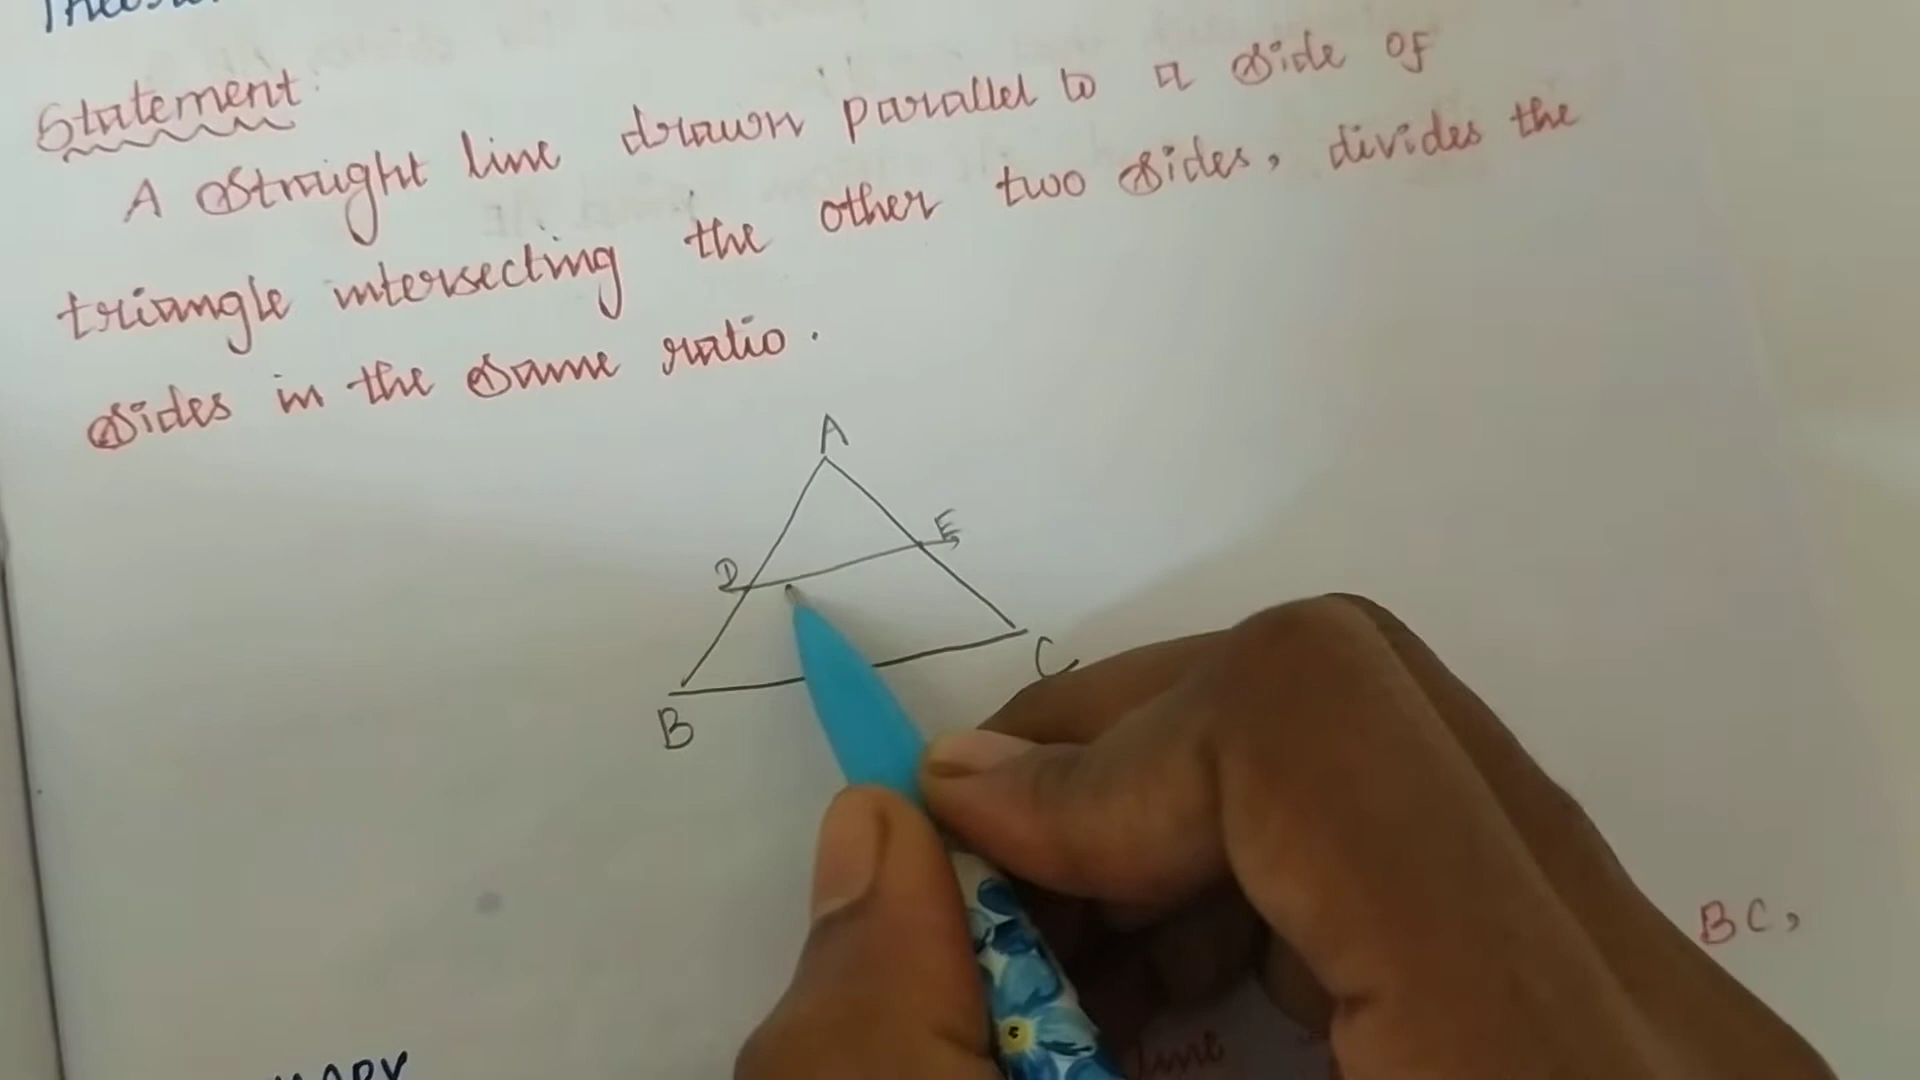 Statement:
A Straight line drawn parallel to a side of
triangle intersecting the other two sides, divides the
sides in the same ratio.
A
D E
B C
BC,
line